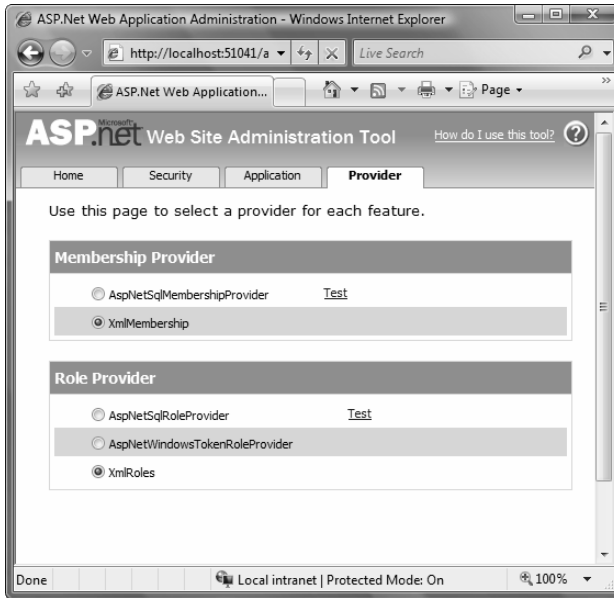 ASP.Net Web Application Administration - Windows Internet Explorer
http://localhost:51041/a
Live Search
ASP.Net Web Application...
Page
»
Microsoft
ASP.net Web Site Administration Tool
How do I use this tool? ?
Home Security Application Provider
Use this page to select a provider for each feature.
Membership Provider
AspNetSqlMembershipProvider Test
XmlMembership
Role Provider
AspNetSqlRoleProvider Test
AspNetWindowsTokenRoleProvider
XmlRoles
Done Local intranet | Protected Mode: On 100%